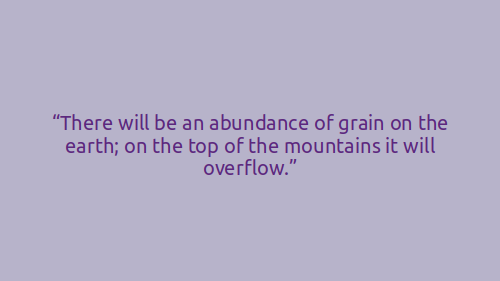 “There will be an abundance of grain on the
earth; on the top of the mountains it will
overflow.”